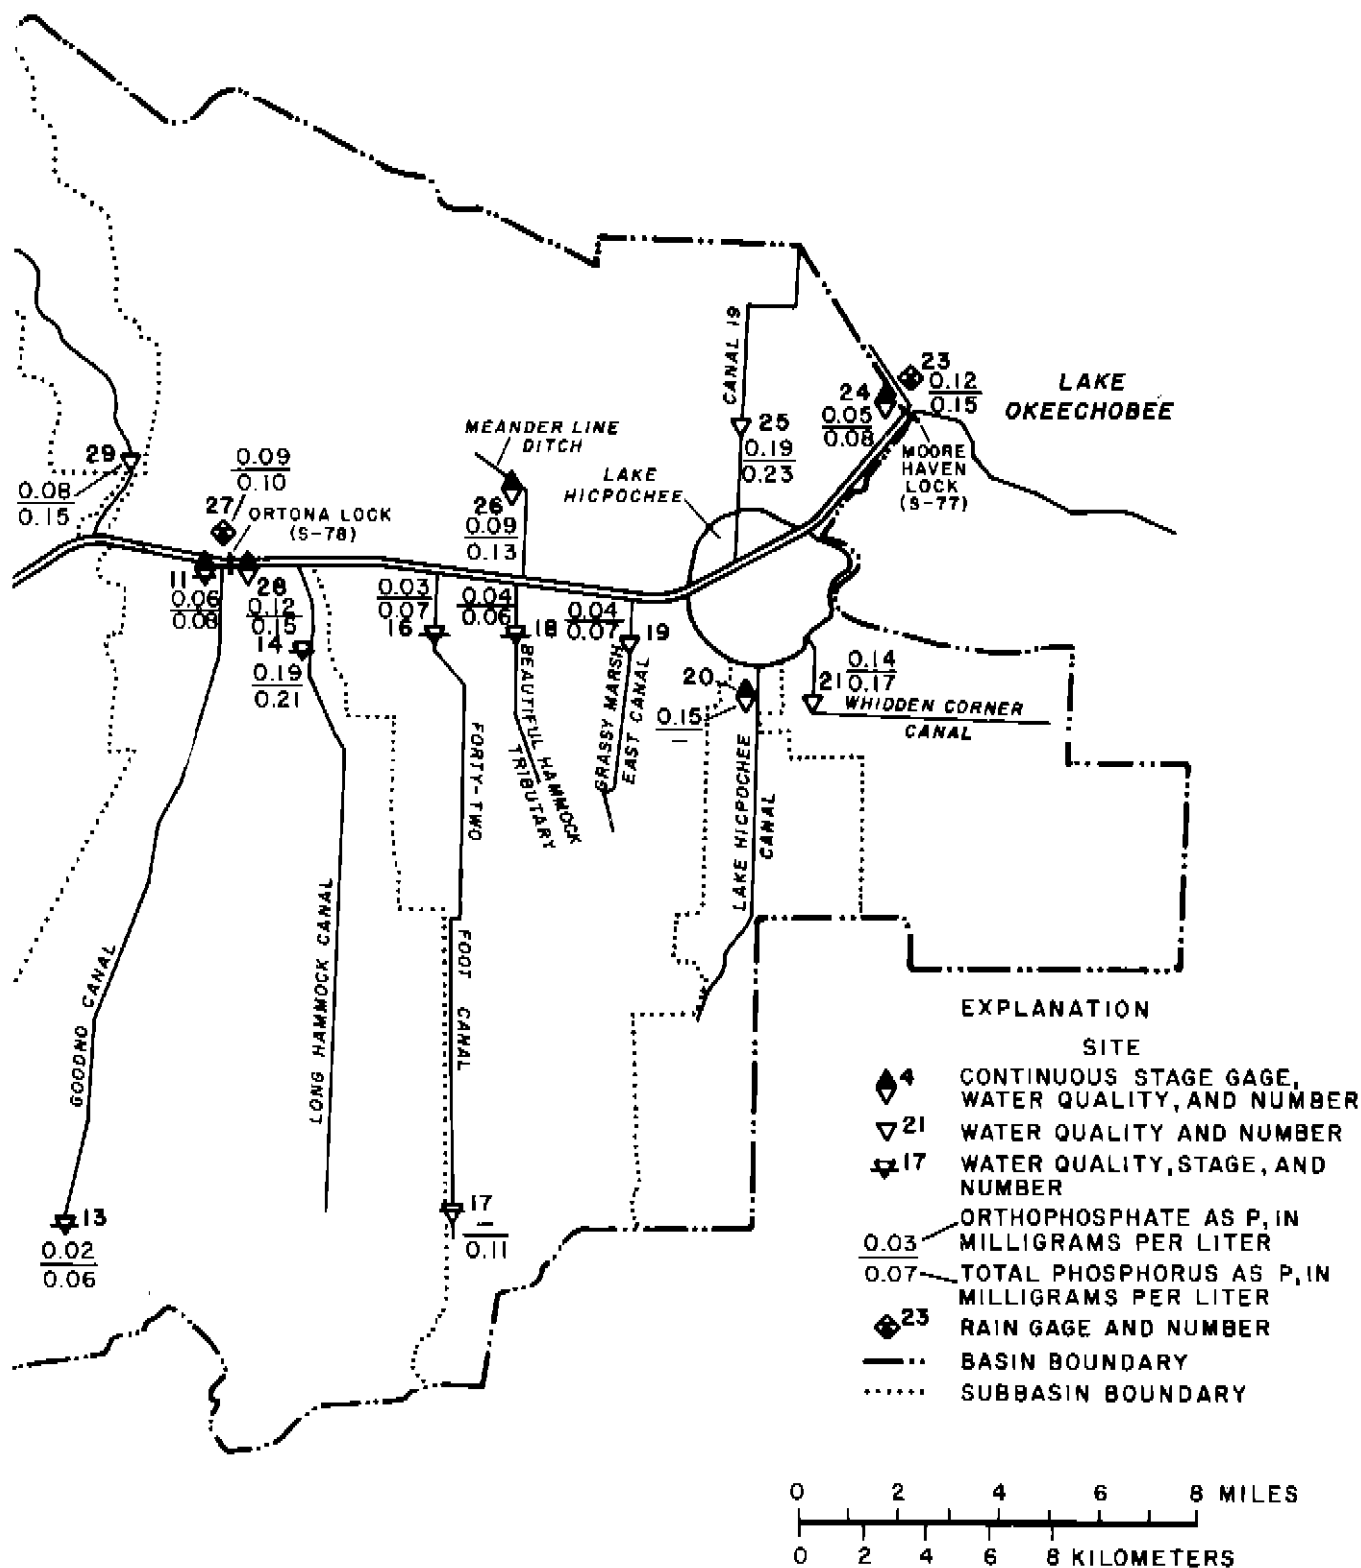 23
0.12
0.15
LAKE
OKEECHOBEE
24
0.05
0.08
CANAL 19
25
0.19
0.23
MOORE
HAVEN
LOCK
(S-77)
MEANDER LINE
DITCH
LAKE
HICPOCHEE
29
0.08
0.15
0.09
0.10
27
ORTONA LOCK
(S-78)
26
0.09
0.13
11
0.06
0.08
28
0.12
0.15
14
0.19
0.21
0.03
0.07
16
0.04
0.06
18
0.04
0.07
19
20
0.15
—
21
0.14
0.17
WHIDDEN CORNER
CANAL
BEAUTIFUL HAMMOCK
TRIBUTARY
GRASSY MARSH
EAST CANAL
FORTY-TWO
FOOT CANAL
LAKE HICPOCHEE
CANAL
GOODNO CANAL
LONG HAMMOCK CANAL
13
0.02
0.06
17
—
0.11
EXPLANATION
SITE
4 CONTINUOUS STAGE GAGE,
WATER QUALITY, AND NUMBER
21 WATER QUALITY AND NUMBER
17 WATER QUALITY, STAGE, AND
NUMBER
0.03 ORTHOPHOSPHATE AS P, IN
MILLIGRAMS PER LITER
0.07 TOTAL PHOSPHORUS AS P, IN
MILLIGRAMS PER LITER
23 RAIN GAGE AND NUMBER
BASIN BOUNDARY
SUBBASIN BOUNDARY
0 2 4 6 8 MILES
0 2 4 6 8 KILOMETERS